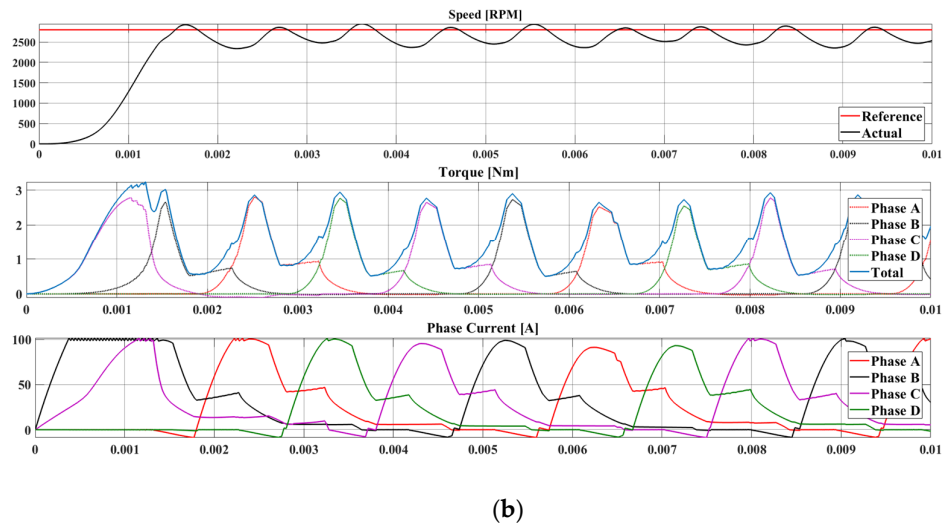 Speed [RPM]
2500
2000
1500
1000
500
0
Reference
Actual
0 0.001 0.002 0.003 0.004 0.005 0.006 0.007 0.008 0.009 0.01
Torque [Nm]
3
2
1
0
Phase A
Phase B
Phase C
Phase D
Total
0 0.001 0.002 0.003 0.004 0.005 0.006 0.007 0.008 0.009 0.01
Phase Current [A]
100
50
0
Phase A
Phase B
Phase C
Phase D
0 0.001 0.002 0.003 0.004 0.005 0.006 0.007 0.008 0.009 0.01
(b)